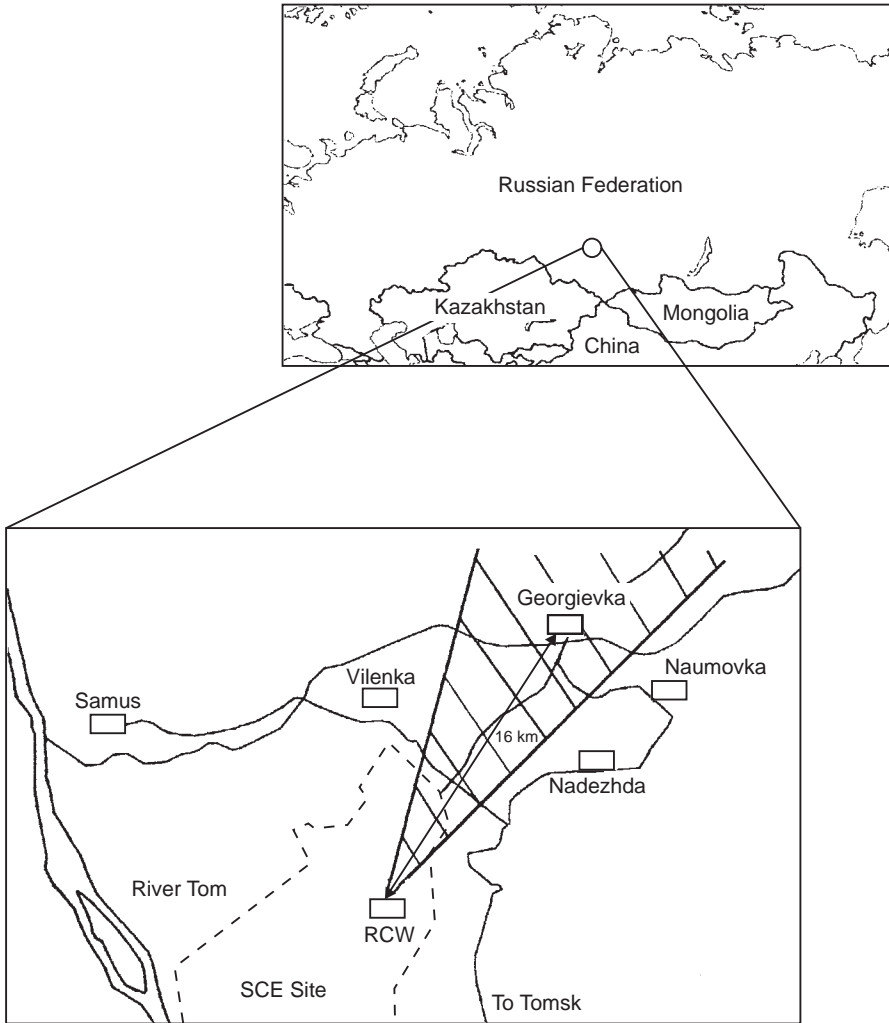 Russian Federation
Kazakhstan
Mongolia
China
Georgievka
Naumovka
Vilenka
Samus
16 km
Nadezhda
River Tom
RCW
SCE Site
To Tomsk